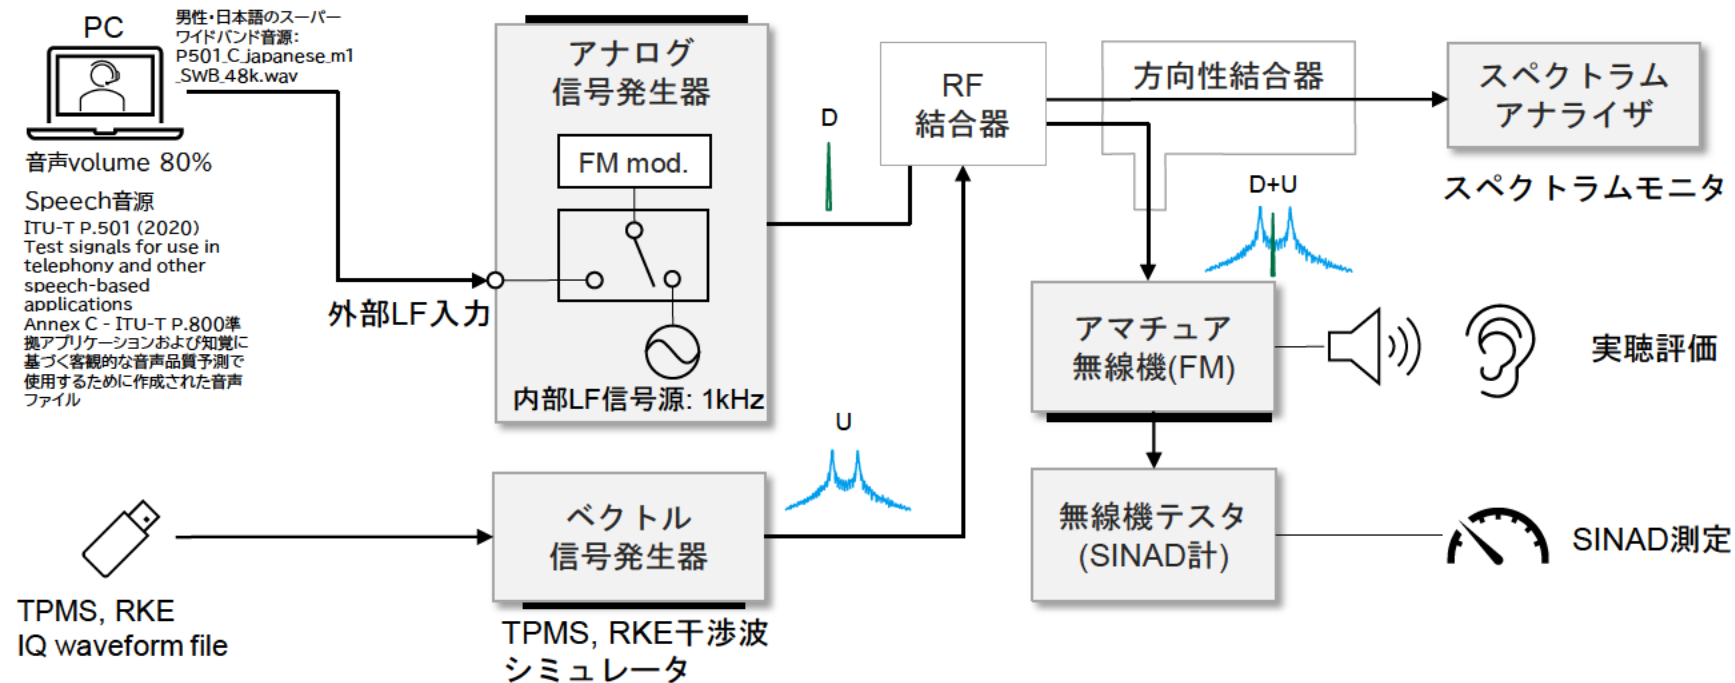 PC
男性・日本語のスーパー
ワイドバンド音源:
P501_C_japanese_m1
_SWB_48k.wav
音声volume 80%
Speech音源
ITU-T P.501 (2020)
Test signals for use in
telephony and other
speech-based
applications
Annex C - ITU-T P.800準
拠アプリケーションおよび知覚に
基づく客観的な音声品質予測で
使用するために作成された音声
ファイル
外部LF入力
アナログ
信号発生器
FM mod.
内部LF信号源: 1kHz
D
RF
結合器
方向性結合器
スペクトラム
アナライザ
スペクトラムモニタ
D+U
アマチュア
無線機(FM)
実聴評価
U
ベクトル
信号発生器
TPMS, RKE干渉波
シミュレータ
無線機テスタ
(SINAD計)
SINAD測定
TPMS, RKE
IQ waveform file